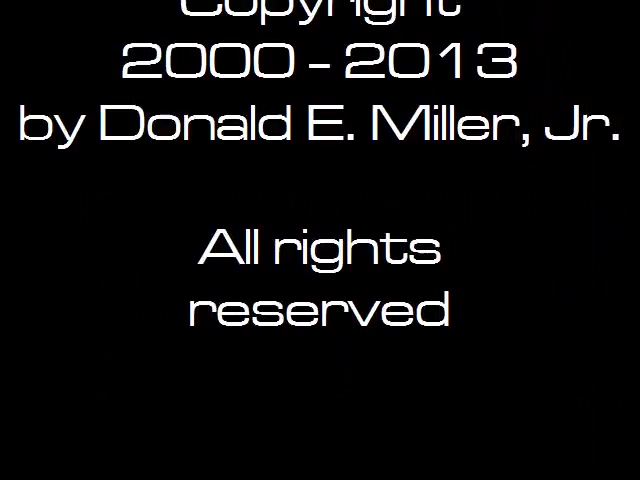 Copyright
2000 - 2013
by Donald E. Miller, Jr.
All rights
reserved